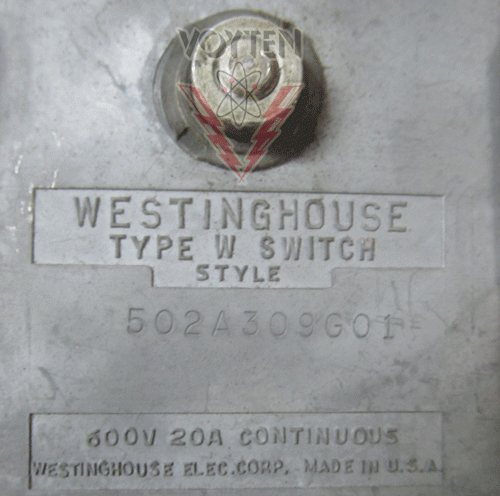 VOYTEN
WESTINGHOUSE
TYPE W SWITCH
STYLE
502A309G01
600V 20A CONTINUOUS
WESTINGHOUSE ELEC. CORP. MADE IN U.S.A.